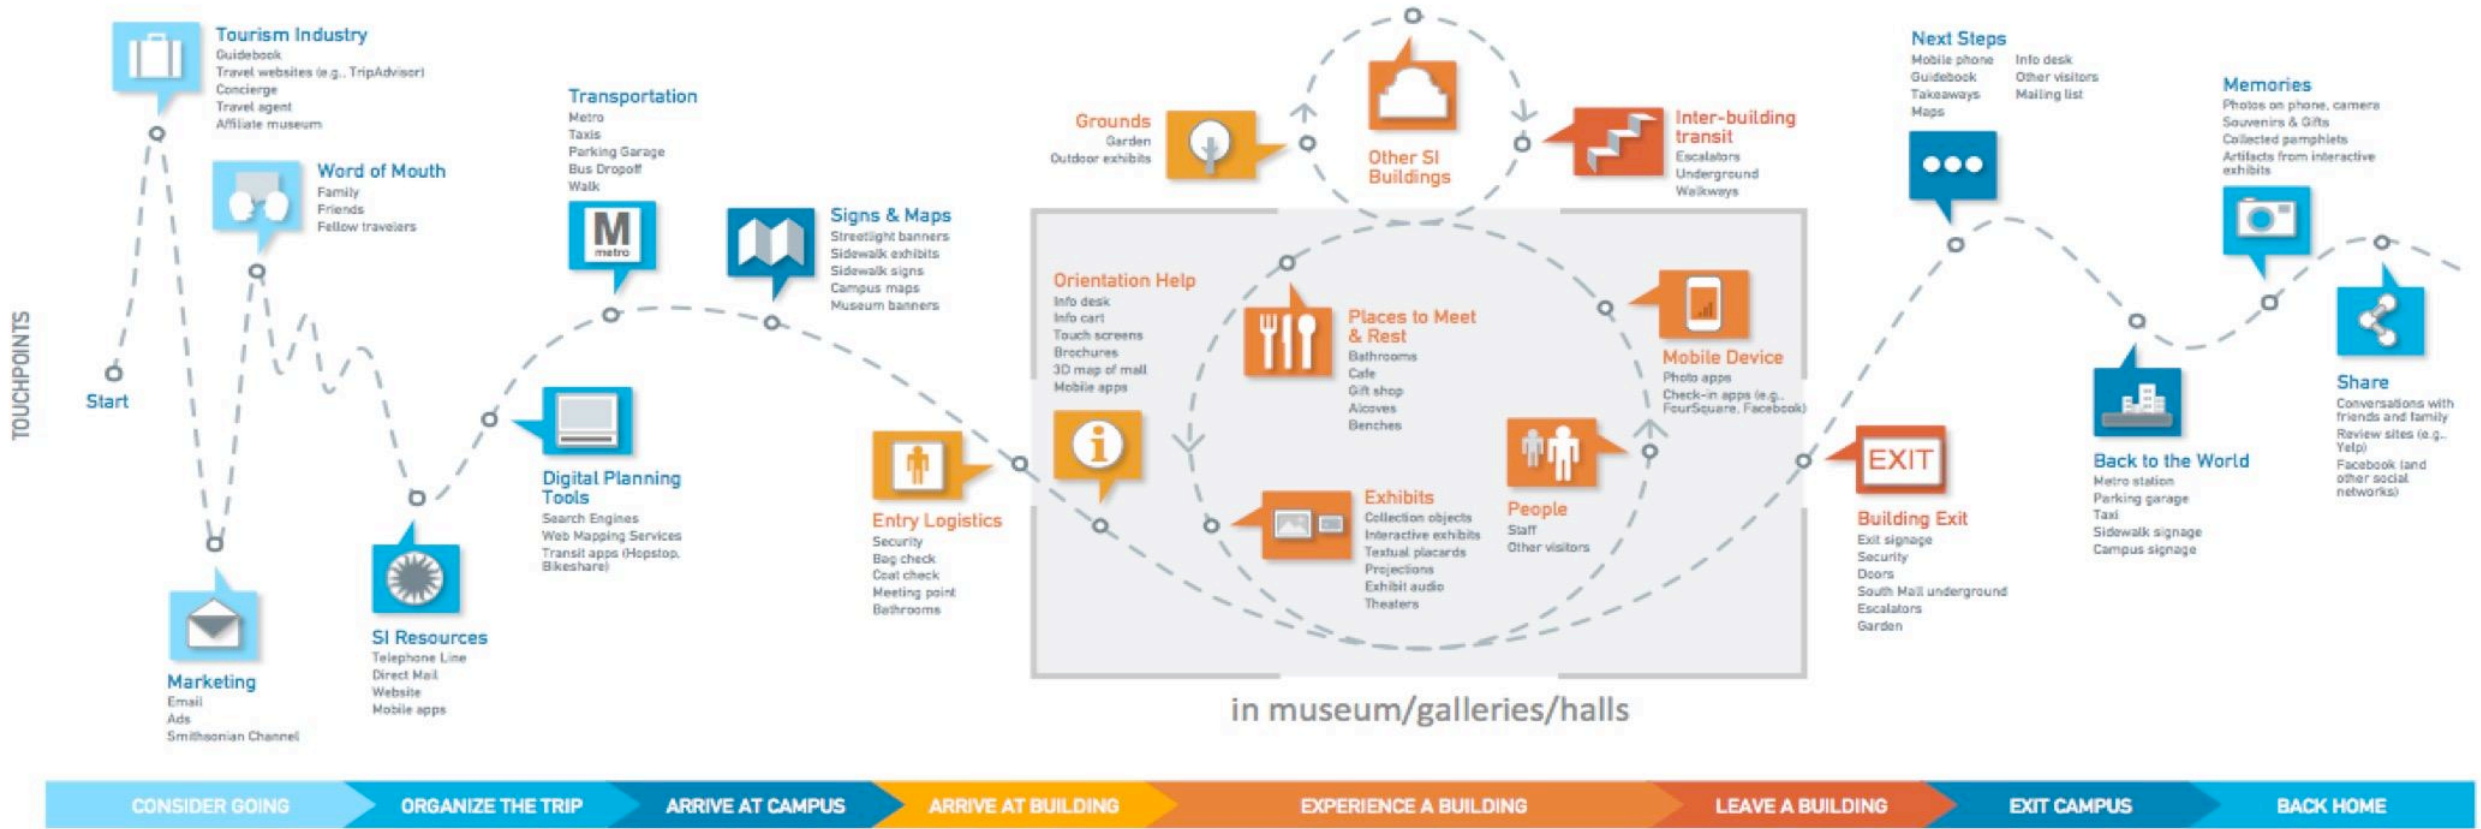 TOUCHPOINTS
Start
Tourism Industry
Guidebook
Travel websites (e.g., TripAdvisor)
Concierge
Travel agent
Affiliate museum
Word of Mouth
Family
Friends
Fellow travelers
Marketing
Email
Ads
Smithsonian Channel
SI Resources
Telephone Line
Direct Mail
Website
Mobile apps
Digital Planning
Tools
Search Engines
Web Mapping Services
Transit apps (Hopstop,
Bikeshare)
Transportation
Metro
Taxis
Parking Garage
Bus Dropoff
Walk
M
metro
Signs & Maps
Streetlight banners
Sidewalk exhibits
Sidewalk signs
Campus maps
Museum banners
Entry Logistics
Security
Bag check
Coat check
Meeting point
Bathrooms
Orientation Help
Info desk
Info cart
Touch screens
Brochures
3D map of mall
Mobile apps
i
Grounds
Garden
Outdoor exhibits
Other SI
Buildings
Inter-building
transit
Escalators
Underground
Walkways
Places to Meet
& Rest
Bathrooms
Cafe
Gift shop
Alcoves
Benches
Exhibits
Collection objects
Interactive exhibits
Textual placards
Projections
Exhibit audio
Theaters
People
Staff
Other visitors
Mobile Device
Photo apps
Check-in apps (e.g.,
FourSquare, Facebook)
in museum/galleries/halls
EXIT
Building Exit
Exit signage
Security
Doors
South Mall underground
Escalators
Garden
Next Steps
Mobile phone
Guidebook
Takeaways
Maps
Info desk
Other visitors
Mailing list
Back to the World
Metro station
Parking garage
Taxi
Sidewalk signage
Campus signage
Memories
Photos on phone, camera
Souvenirs & Gifts
Collected pamphlets
Artifacts from interactive
exhibits
Share
Conversations with
friends and family
Review sites (e.g.,
Yelp)
Facebook (and
other social
networks)
CONSIDER GOING
ORGANIZE THE TRIP
ARRIVE AT CAMPUS
ARRIVE AT BUILDING
EXPERIENCE A BUILDING
LEAVE A BUILDING
EXIT CAMPUS
BACK HOME